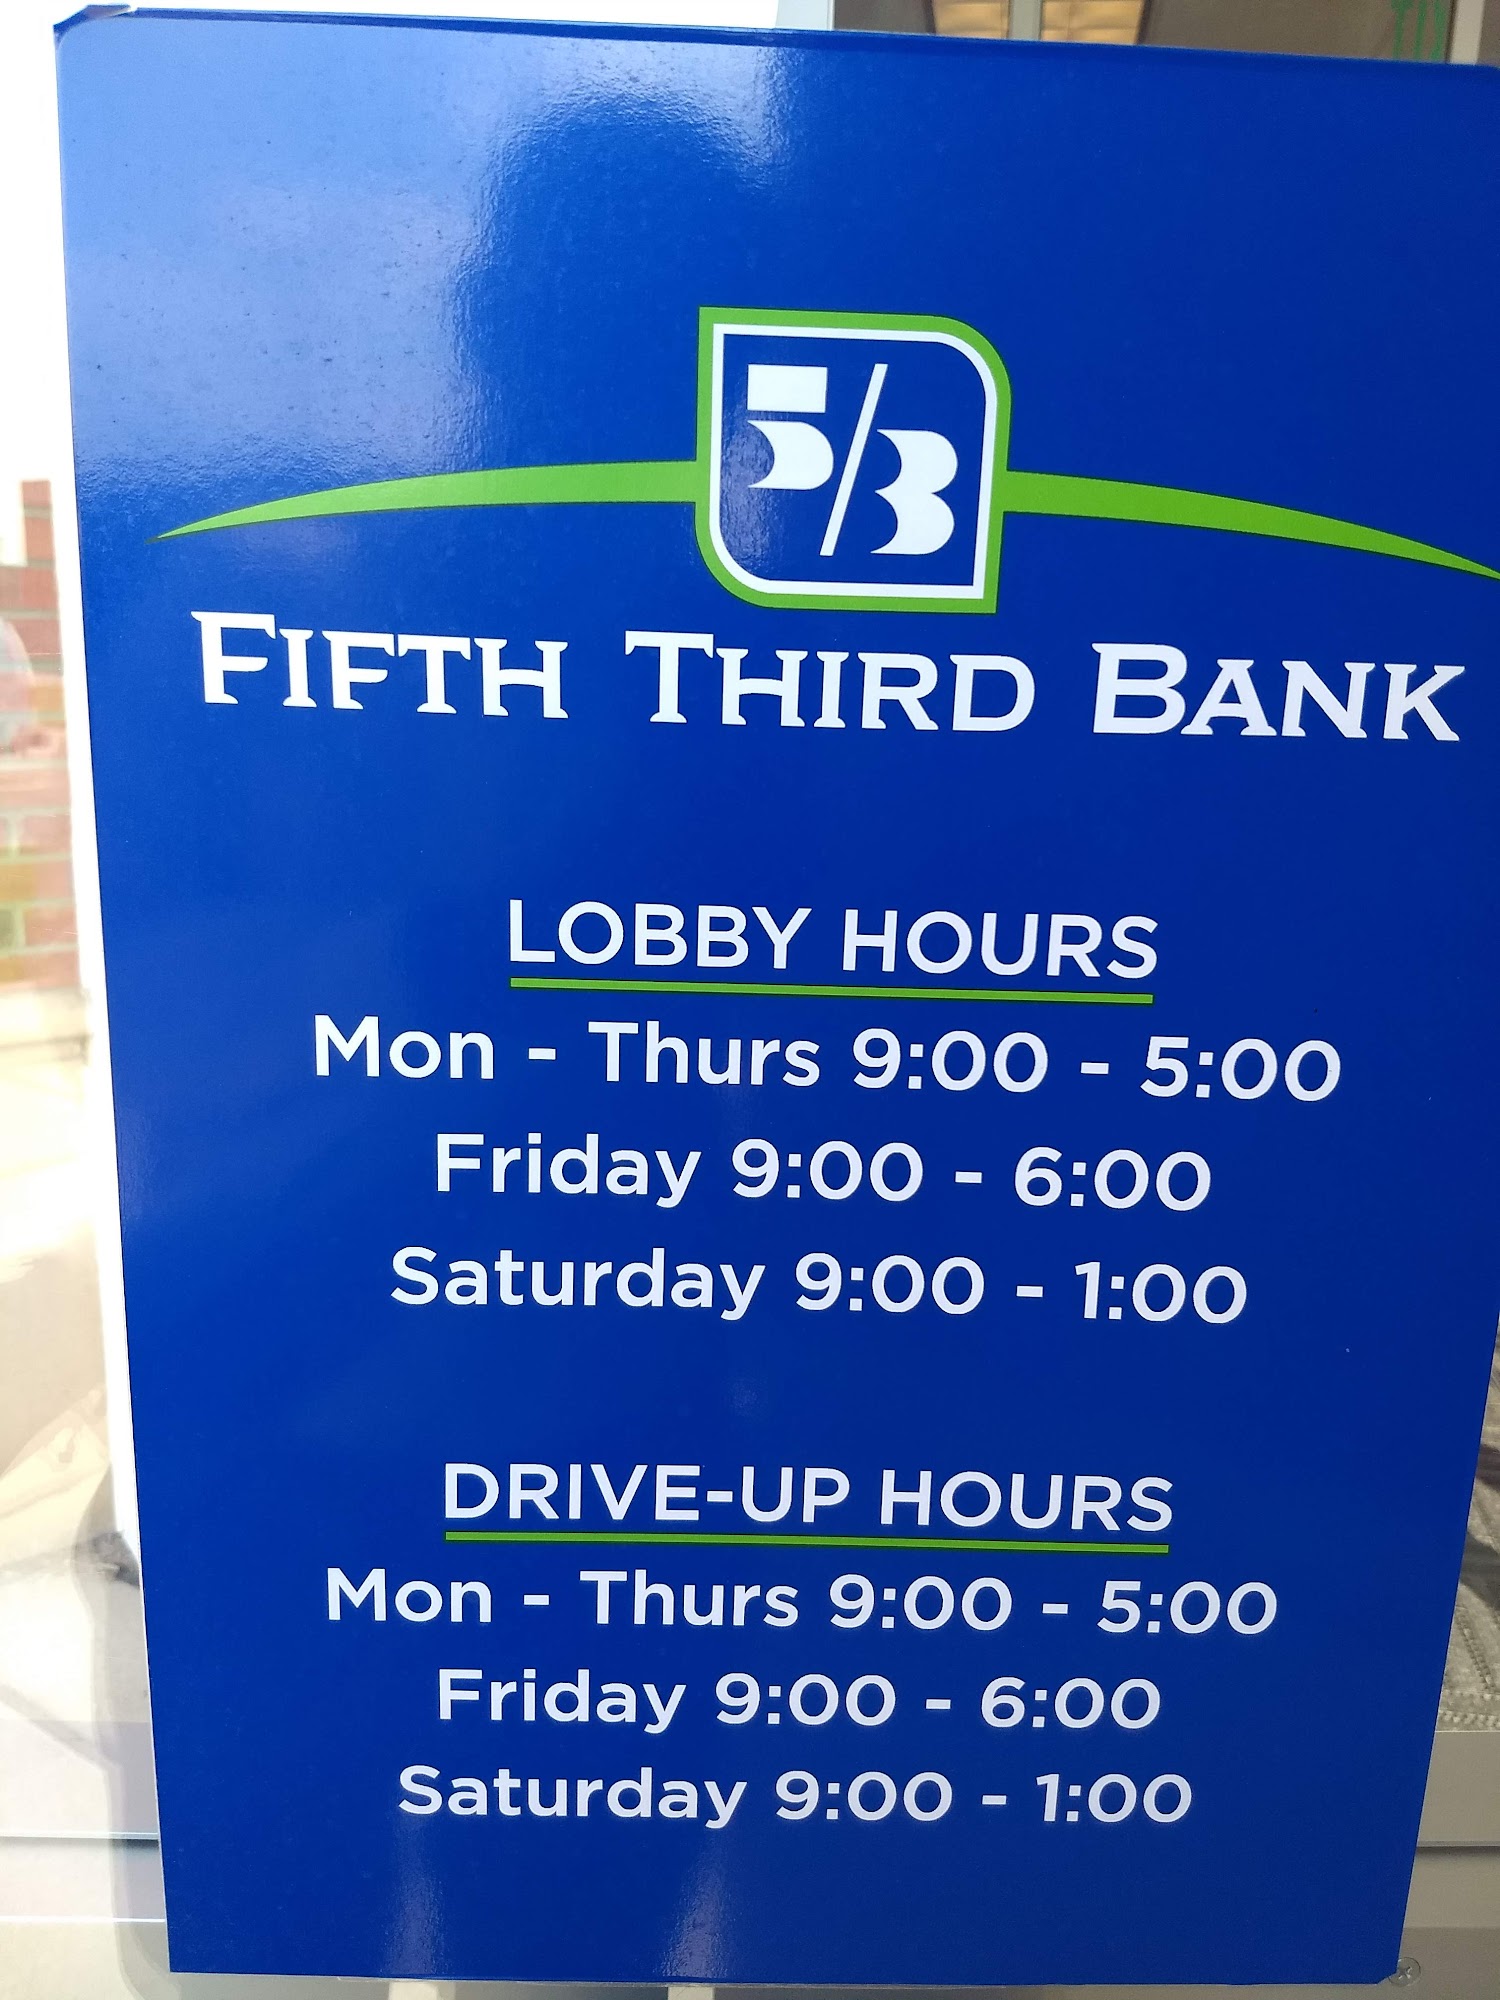 5/3
FIFTH THIRD BANK
LOBBY HOURS
Mon - Thurs 9:00 - 5:00
Friday 9:00 - 6:00
Saturday 9:00 - 1:00
DRIVE-UP HOURS
Mon - Thurs 9:00 - 5:00
Friday 9:00 - 6:00
Saturday 9:00 - 1:00